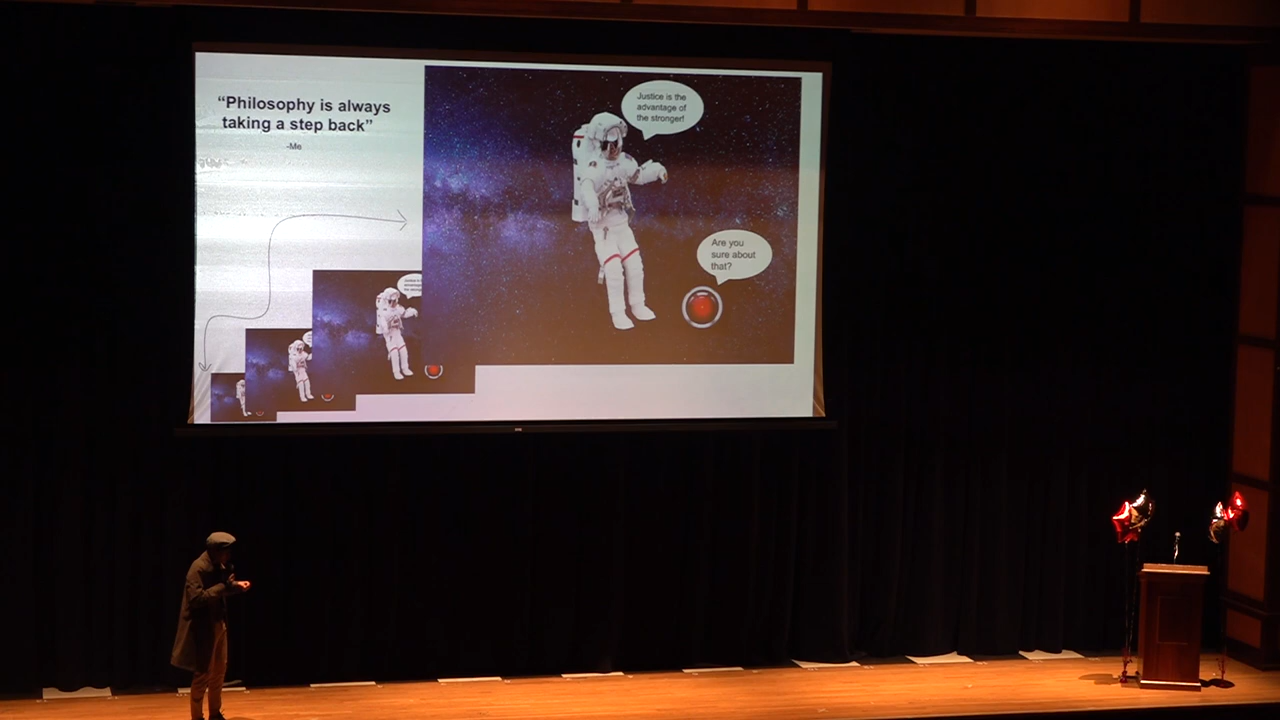 “Philosophy is always
taking a step back”
-Me
Justice is the
advantage of
the stronger!
Are you
sure about
that?